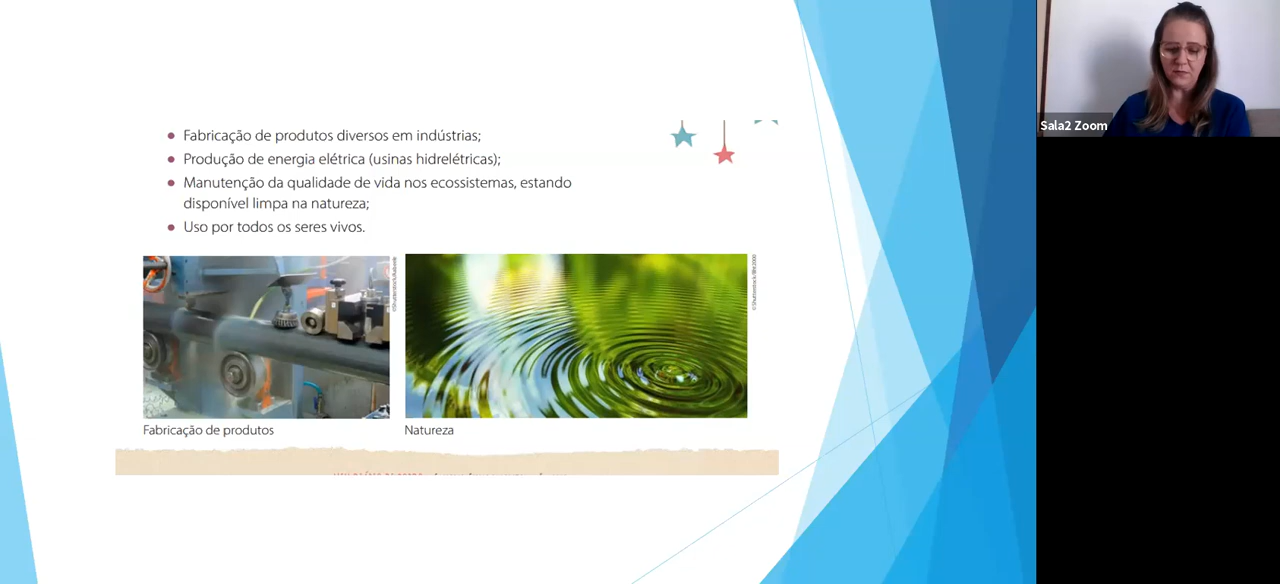 Fabricação de produtos diversos em indústrias;
Produção de energia elétrica (usinas hidrelétricas);
Manutenção da qualidade de vida nos ecossistemas, estando
disponível limpa na natureza;
Uso por todos os seres vivos.
Fabricação de produtos
Natureza
Sala2 Zoom